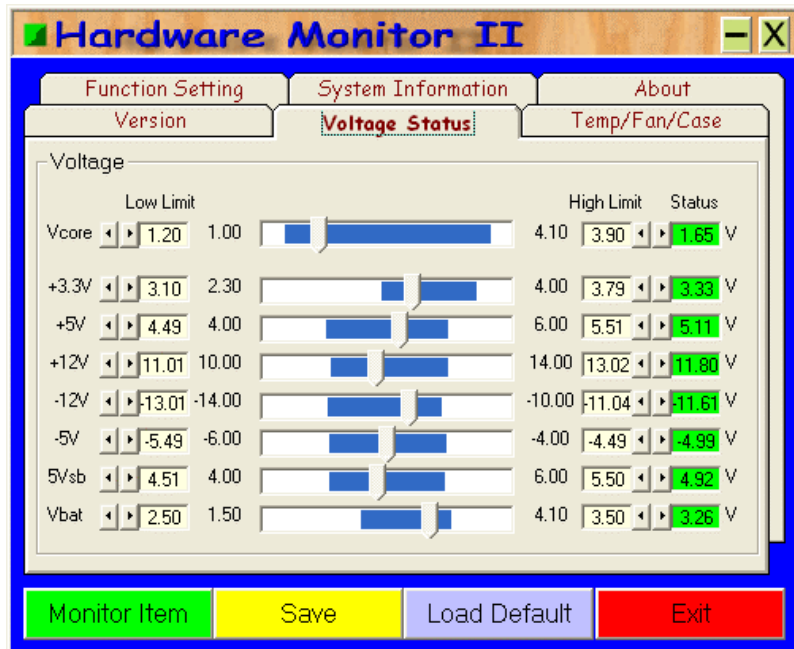 Hardware Monitor II
Function Setting System Information About
Version Voltage Status Temp/Fan/Case
Voltage
Low Limit High Limit Status
Vcore 1.20 1.00 4.10 3.90 1.65 V
+3.3V 3.10 2.30 4.00 3.79 3.33 V
+5V 4.49 4.00 6.00 5.51 5.11 V
+12V 11.01 10.00 14.00 13.02 11.80 V
-12V -13.01 -14.00 -10.00 -11.04 -11.61 V
-5V -5.49 -6.00 -4.00 -4.49 -4.99 V
5Vsb 4.51 4.00 6.00 5.50 4.92 V
Vbat 2.50 1.50 4.10 3.50 3.26 V
Monitor Item Save Load Default Exit